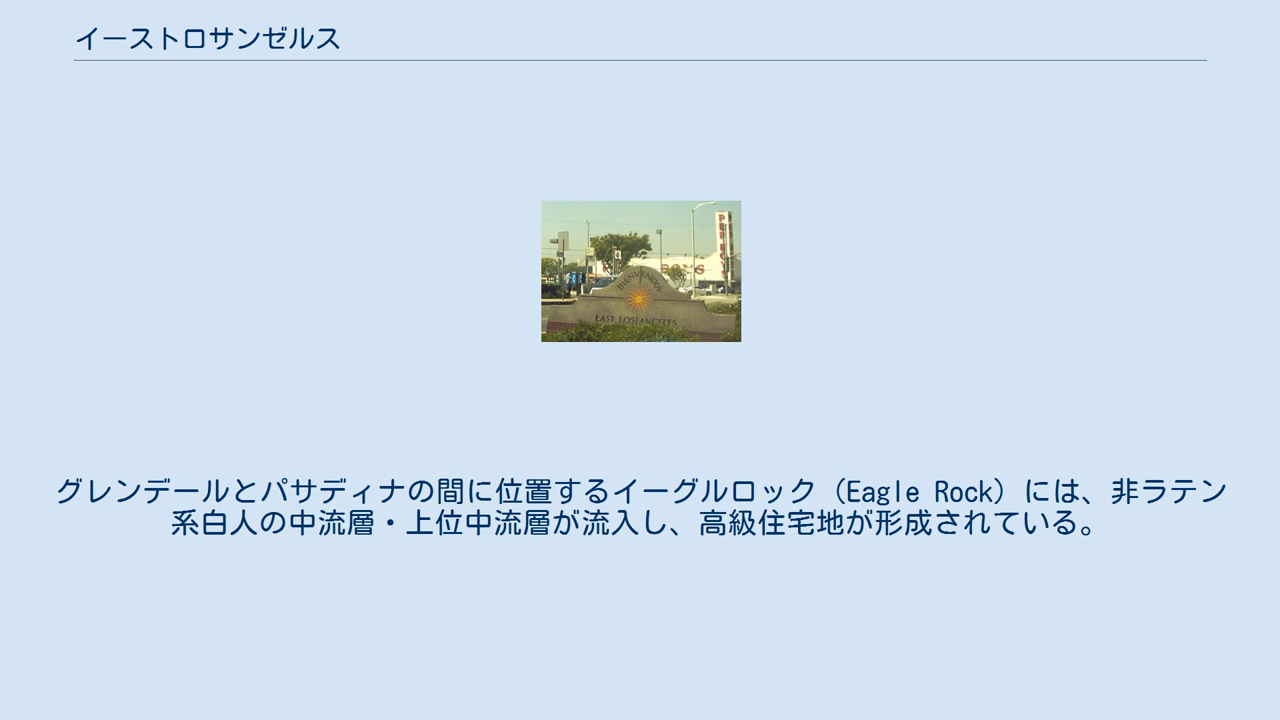 イーストロサンゼルス
PEP BOYS
BOYS
BIENVENIDOS
EAST LOS ANGELES
グレンデールとパサディナの間に位置するイーグルロック（Eagle Rock）には、非ラテン
系白人の中流層・上位中流層が流入し、高級住宅地が形成されている。